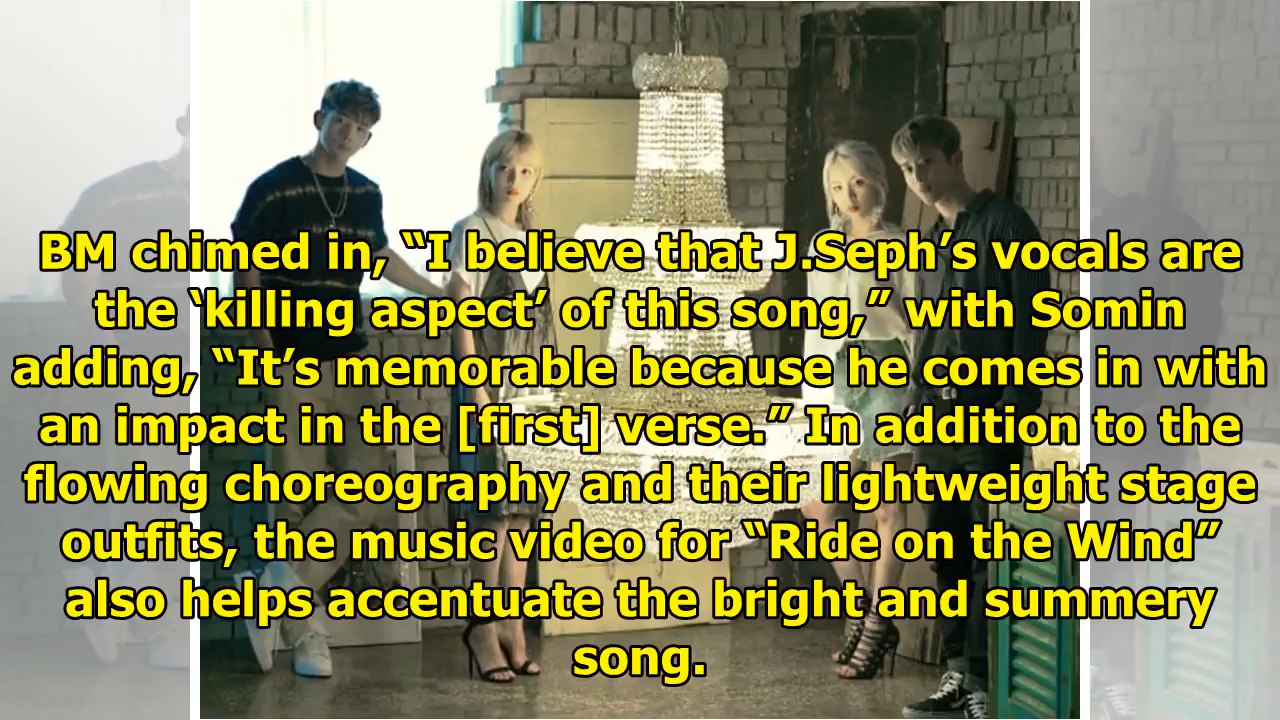 BM chimed in, “I believe that J.Seph’s vocals are
the ‘killing aspect’ of this song,” with Somin
adding, “It’s memorable because he comes in with
an impact in the [first] verse.” In addition to the
flowing choreography and their lightweight stage
outfits, the music video for “Ride on the Wind”
also helps accentuate the bright and summery
song.